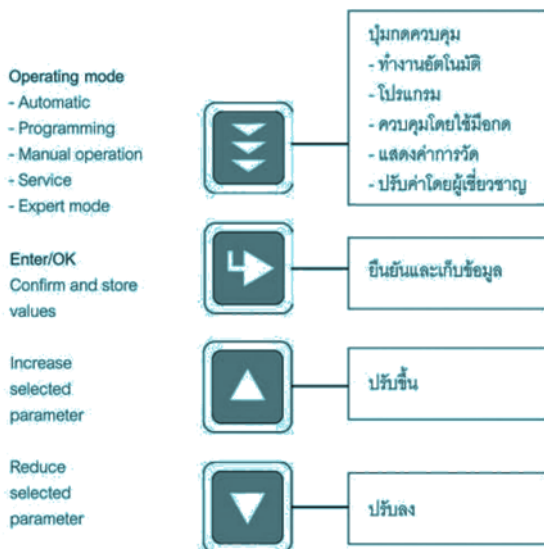 Operating mode
- Automatic
- Programming
- Manual operation
- Service
- Expert mode
ปุ่มกดควบคุม
- ทำงานอัตโนมัติ
- โปรแกรม
- ควบคุมโดยใช้มือกด
- แสดงค่าการวัด
- ปรับค่าโดยผู้เชี่ยวชาญ
Enter/OK
Confirm and store
values
ยืนยันและเก็บข้อมูล
Increase
selected
parameter
ปรับขึ้น
Reduce
selected
parameter
ปรับลง